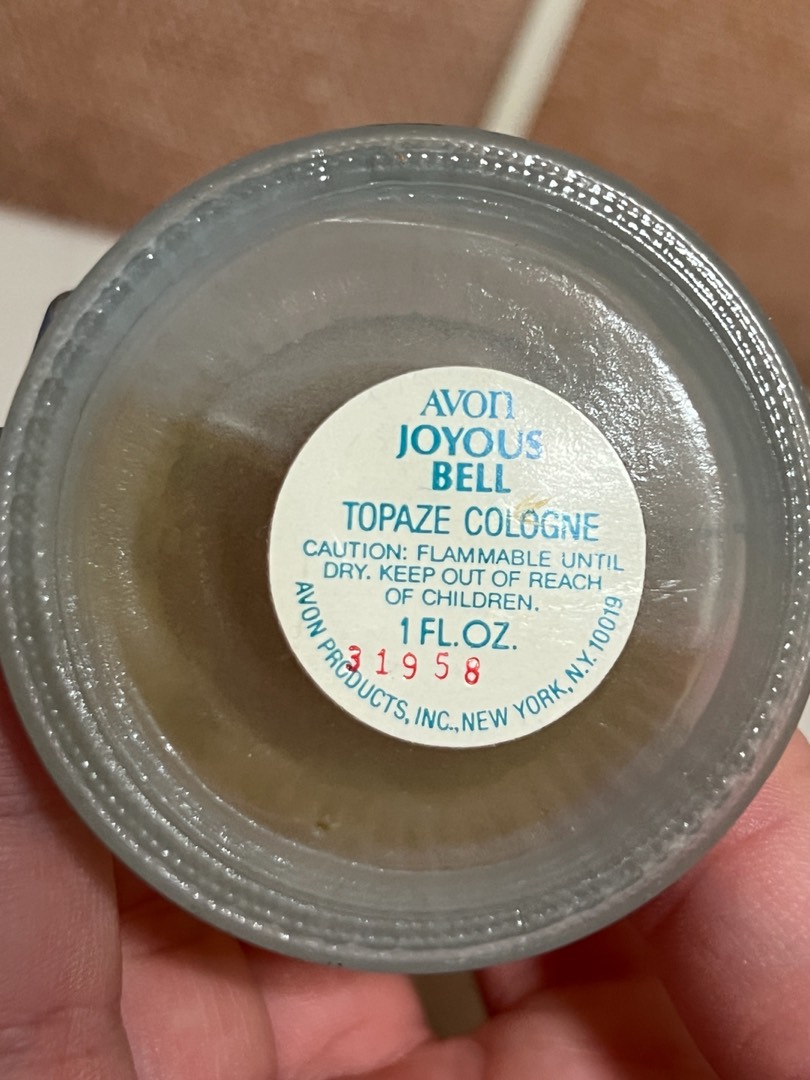 AVON
JOYOUS
BELL
TOPAZE COLOGNE
CAUTION: FLAMMABLE UNTIL
DRY. KEEP OUT OF REACH
OF CHILDREN.
1 FL.OZ.
31958
AVON PRODUCTS, INC., NEW YORK, N.Y. 10019